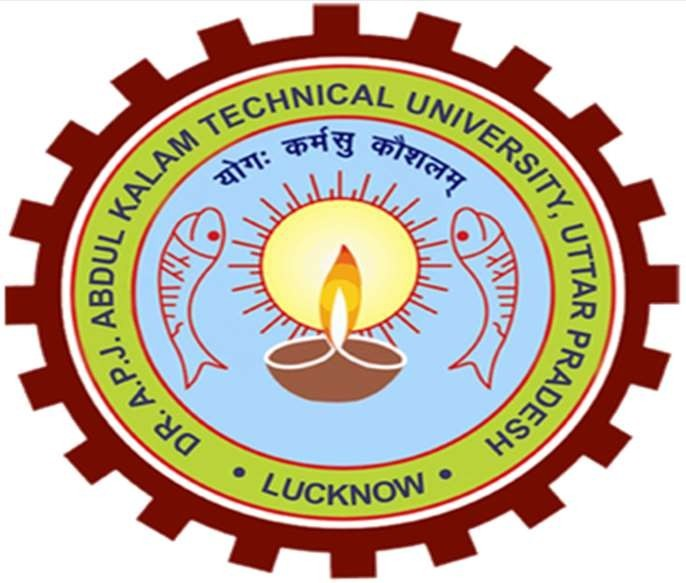 DR. A.P.J. ABDUL KALAM TECHNICAL UNIVERSITY, UTTAR PRADESH
योगः कर्मसु कौशलम्
• LUCKNOW •